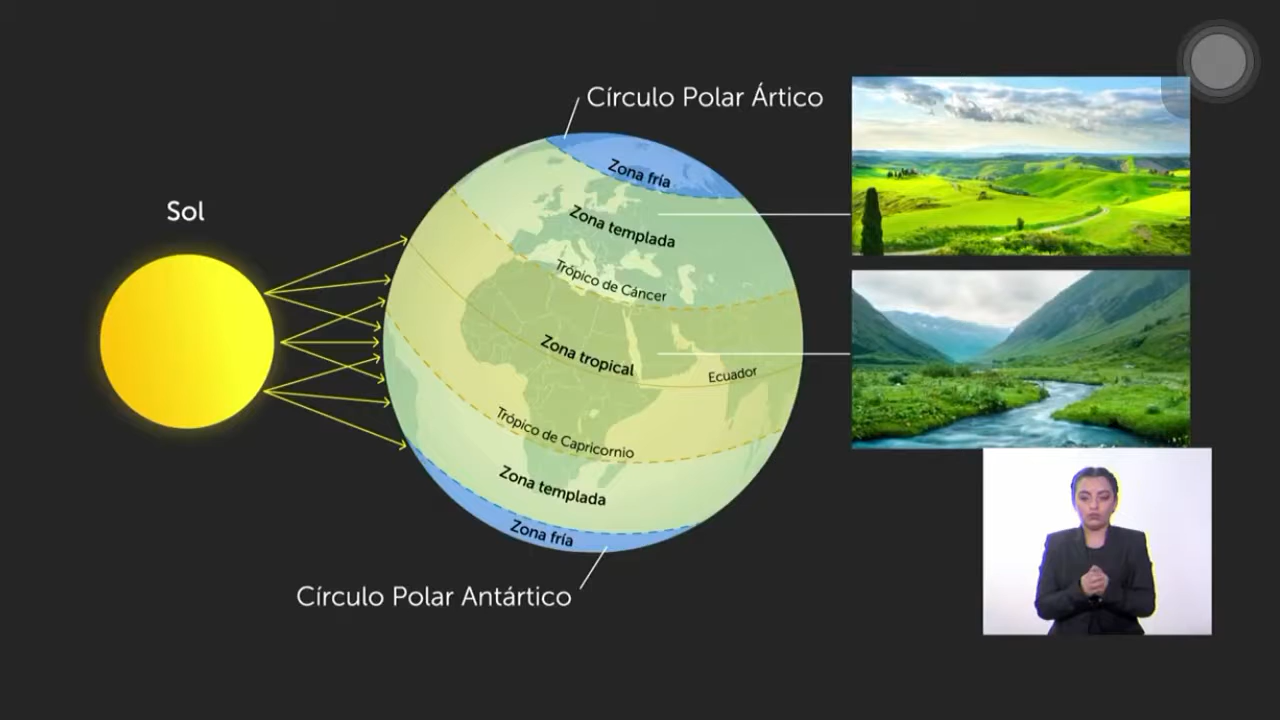 Círculo Polar Ártico
Zona fría
Sol
Zona templada
Trópico de Cáncer
Zona tropical
Ecuador
Trópico de Capricornio
Zona templada
Zona fría
Círculo Polar Antártico